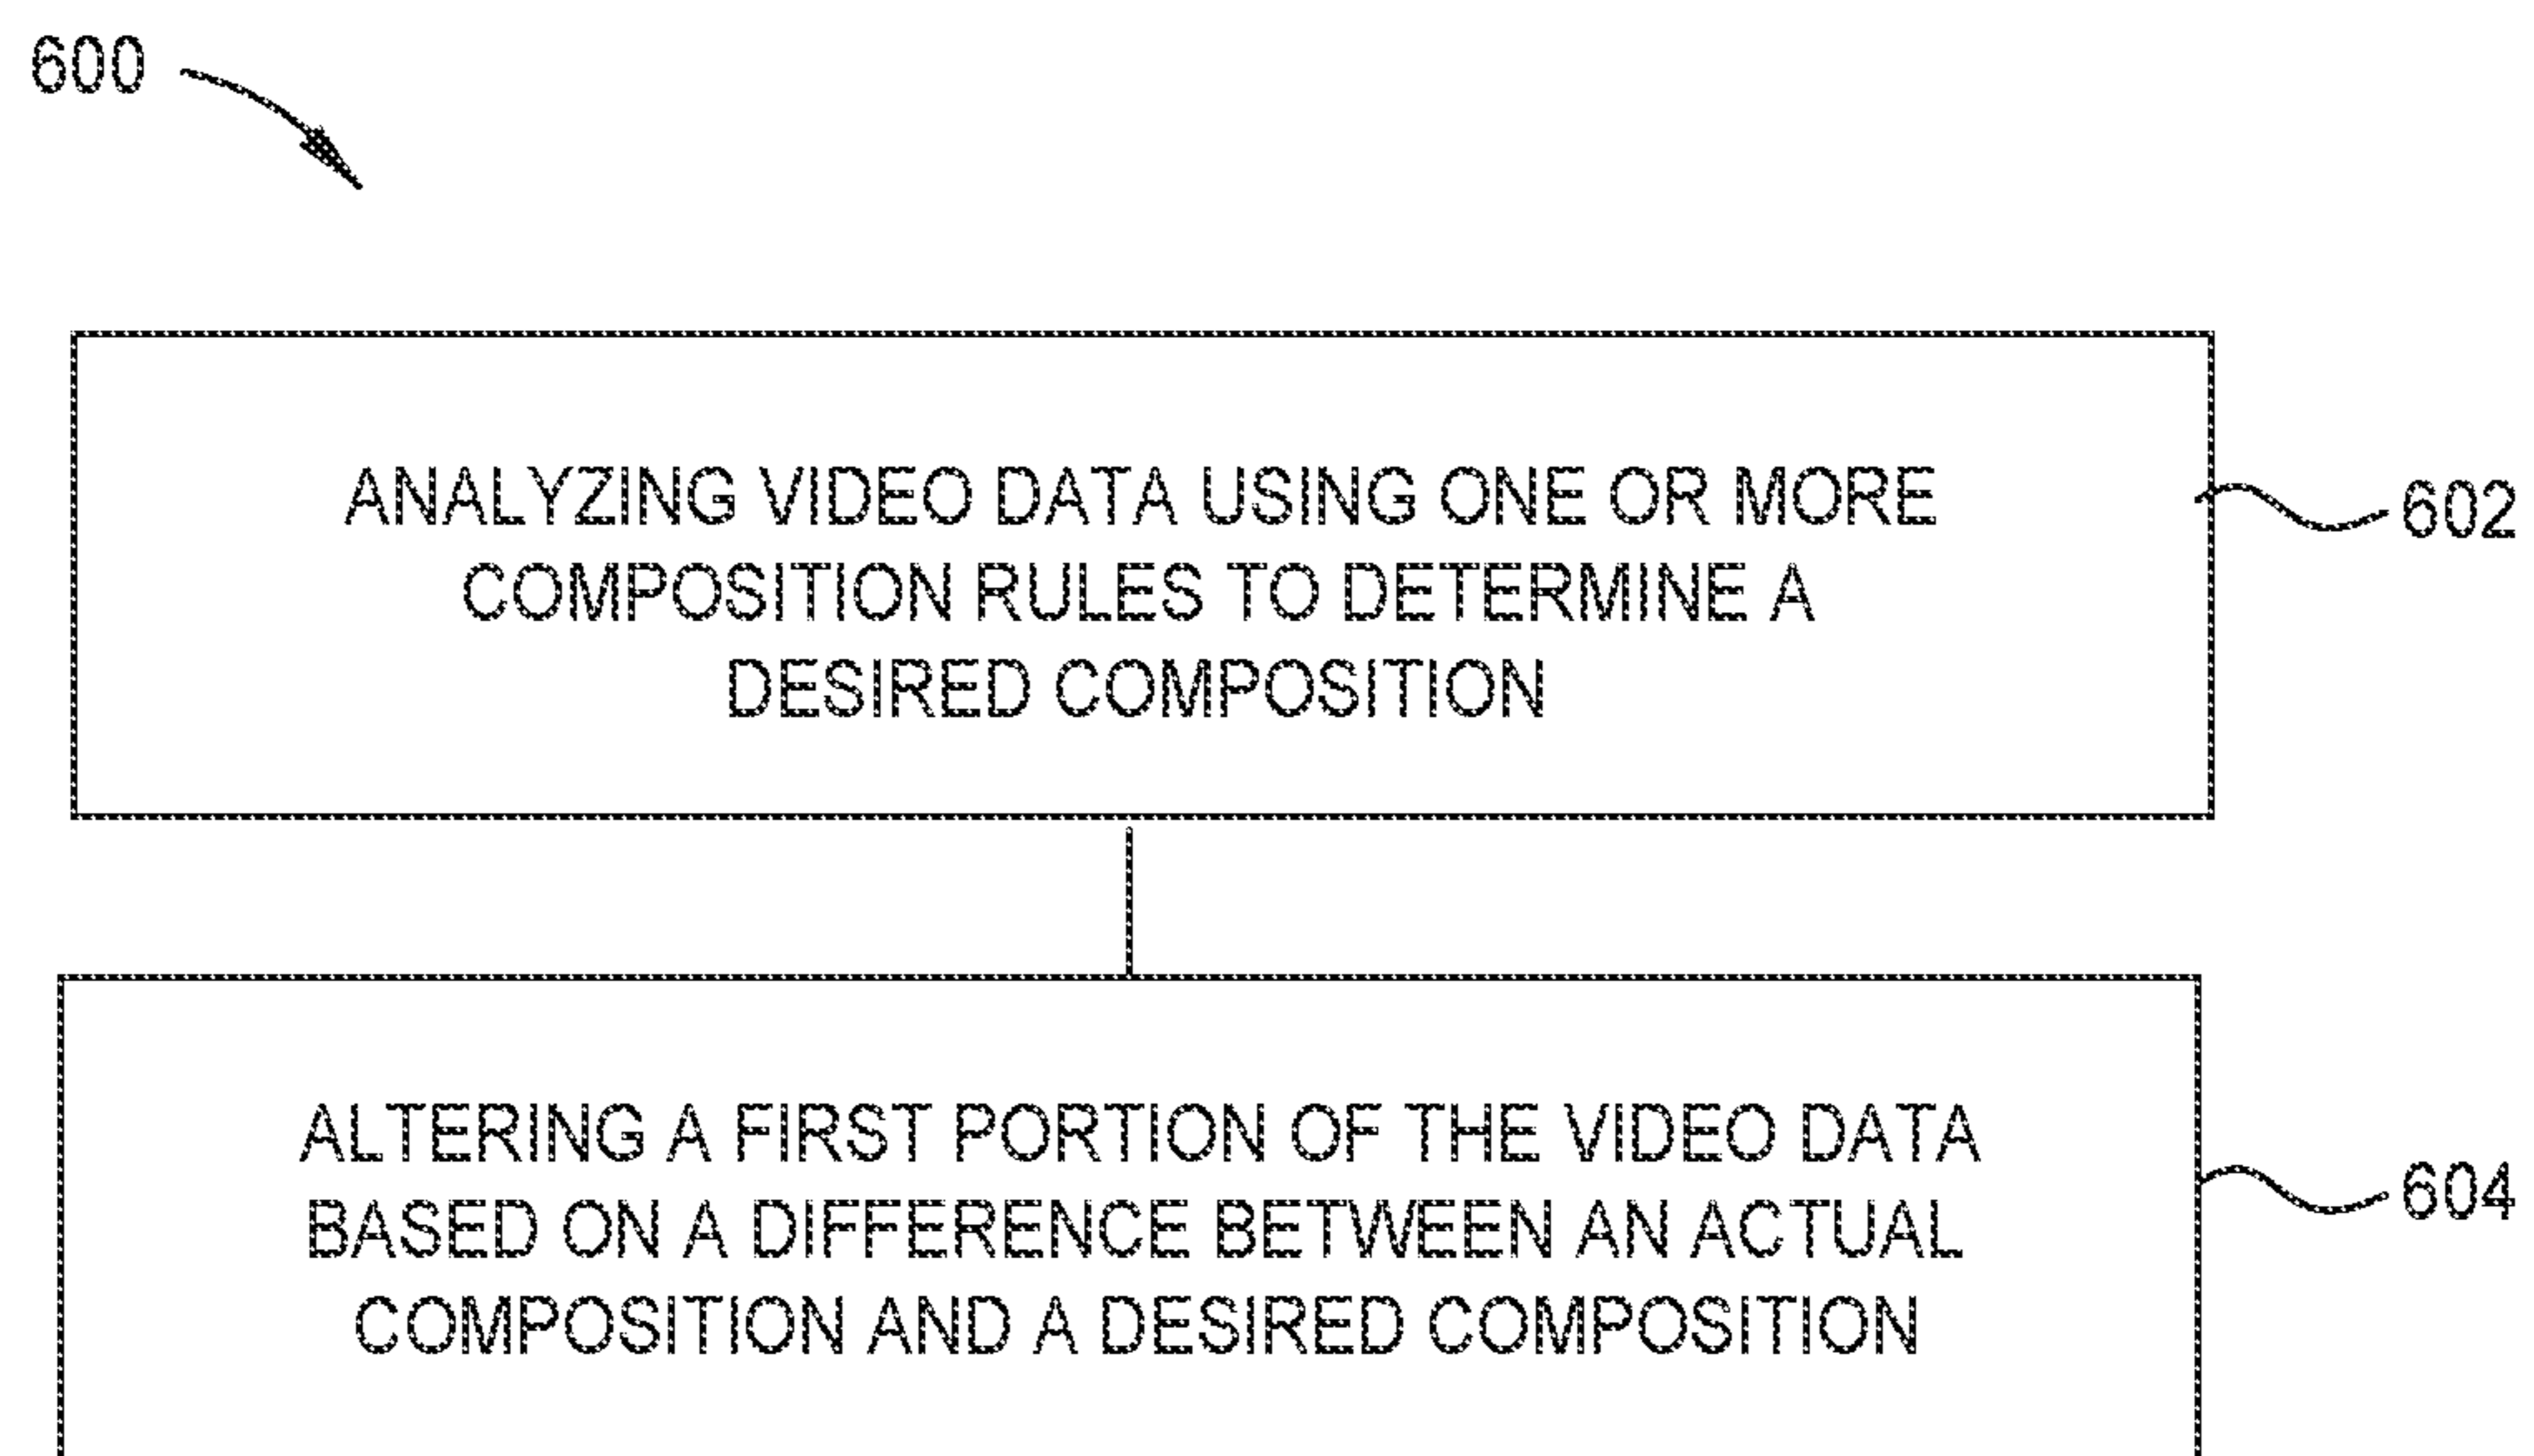 600
ANALYZING VIDEO DATA USING ONE OR MORE
COMPOSITION RULES TO DETERMINE A
DESIRED COMPOSITION
602
ALTERING A FIRST PORTION OF THE VIDEO DATA
BASED ON A DIFFERENCE BETWEEN AN ACTUAL
COMPOSITION AND A DESIRED COMPOSITION
604